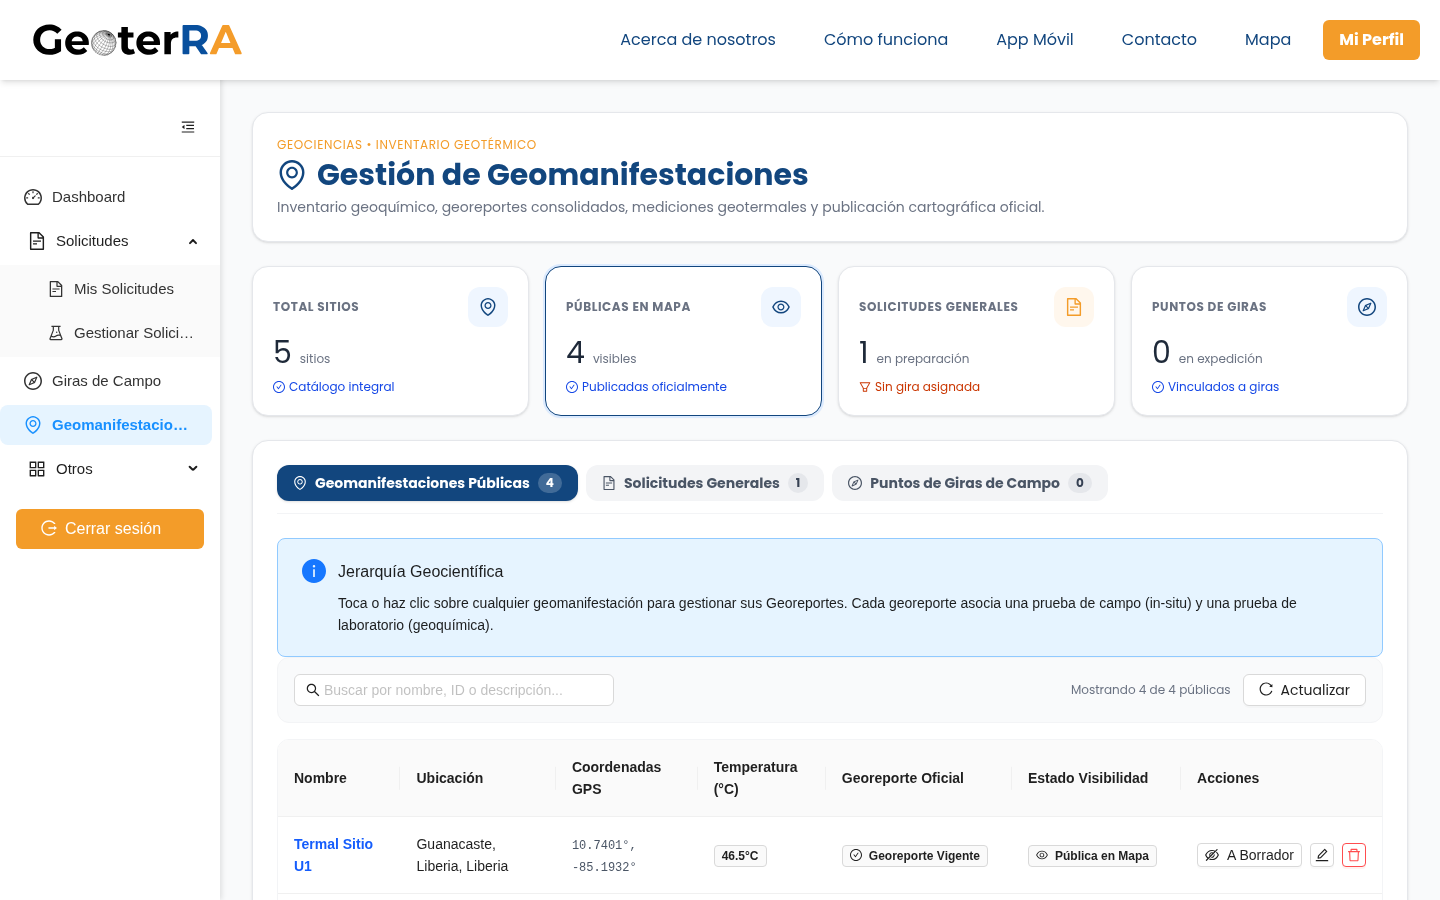 GeoterRA
Acerca de nosotros
Cómo funciona
App Móvil
Contacto
Mapa
Mi Perfil
Dashboard
Solicitudes
Mis Solicitudes
Gestionar Solici...
Giras de Campo
Geomanifestacio...
Otros
Cerrar sesión
GEOCIENCIAS • INVENTARIO GEOTÉRMICO
Gestión de Geomanifestaciones
Inventario geoquímico, georeportes consolidados, mediciones geotermales y publicación cartográfica oficial.
TOTAL SITIOS
5 sitios
Catálogo integral
PÚBLICAS EN MAPA
4 visibles
Publicadas oficialmente
SOLICITUDES GENERALES
1 en preparación
Sin gira asignada
PUNTOS DE GIRAS
0 en expedición
Vinculados a giras
Geomanifestaciones Públicas 4
Solicitudes Generales 1
Puntos de Giras de Campo 0
Jerarquía Geocientífica
Toca o haz clic sobre cualquier geomanifestación para gestionar sus Georeportes. Cada georeporte asocia una prueba de campo (in-situ) y una prueba de
laboratorio (geoquímica).
Buscar por nombre, ID o descripción...
Mostrando 4 de 4 públicas
Actualizar
Nombre
Ubicación
Coordenadas
GPS
Temperatura
(°C)
Georeporte Oficial
Estado Visibilidad
Acciones
Termal Sitio
U1
Guanacaste,
Liberia, Liberia
10.7401°,
-85.1932°
46.5°C
Georeporte Vigente
Pública en Mapa
A Borrador